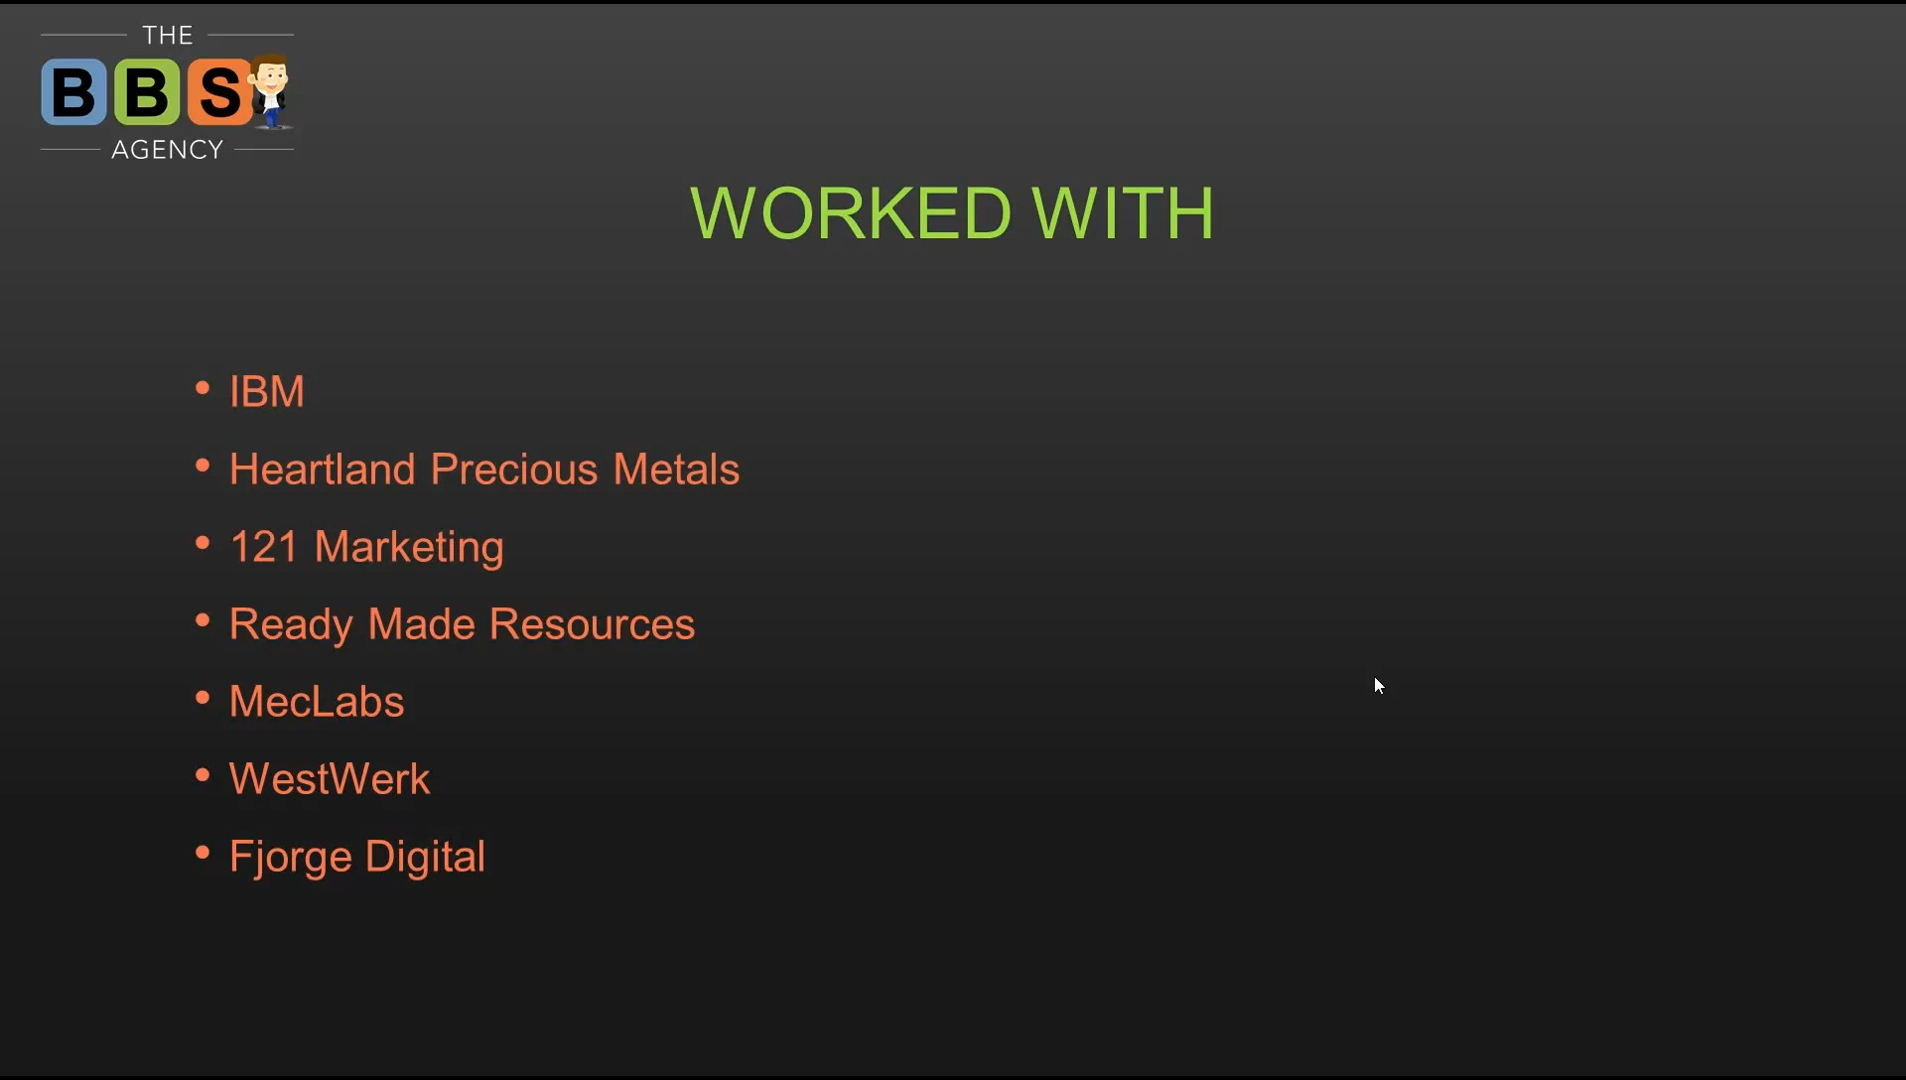 THE
BBS
AGENCY
WORKED WITH
• IBM
• Heartland Precious Metals
• 121 Marketing
• Ready Made Resources
• MecLabs
• WestWerk
• Fjorge Digital